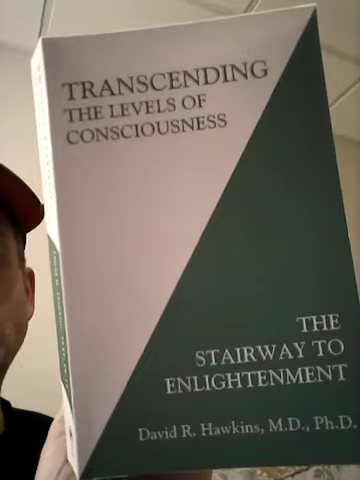 TRANSCENDING
THE LEVELS OF
CONSCIOUSNESS
THE
STAIRWAY TO
ENLIGHTENMENT
David R. Hawkins, M.D., Ph.D.